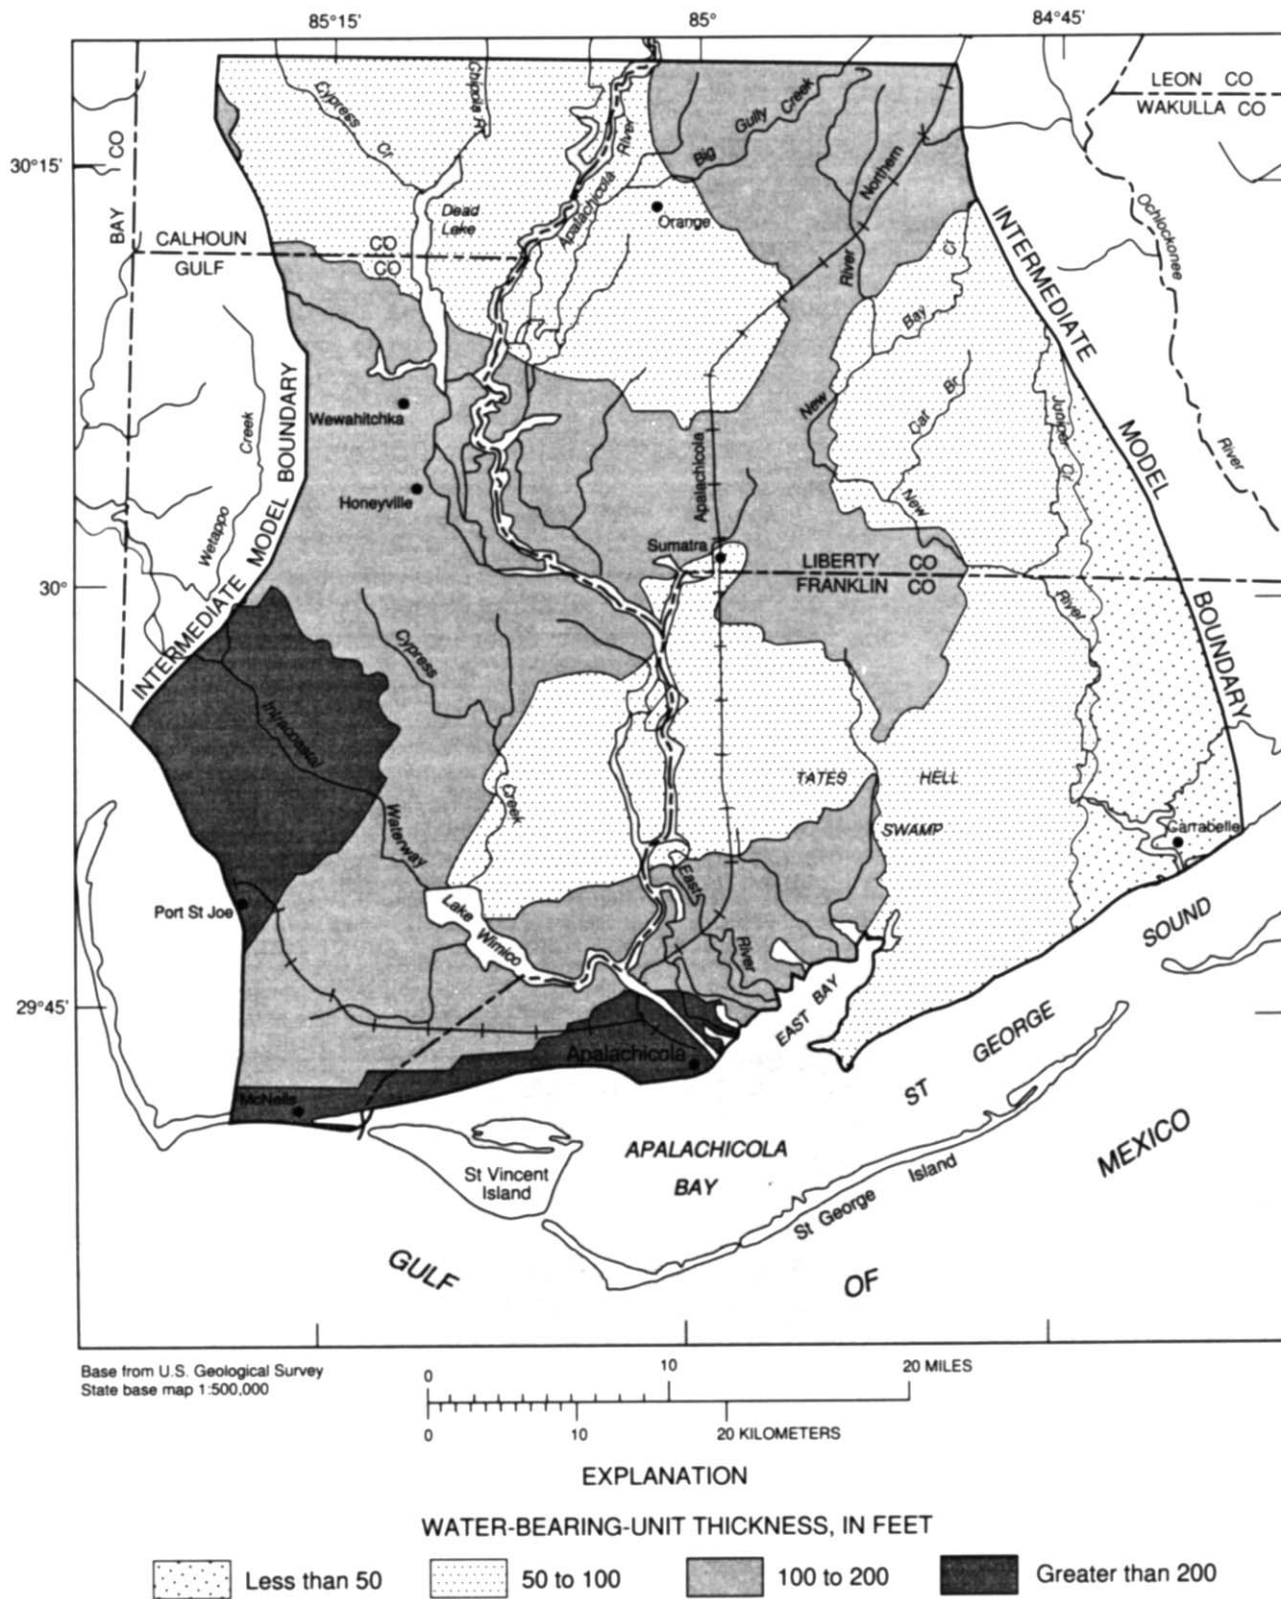 85°15'
85°
84°45'
LEON CO
WAKULLA CO
30°15'
BAY CO
Cypress Cr
Chipola R
River
Apalachicola
Big Gully Creek
Northern
Orange
Dead
Lake
CALHOUN CO
GULF CO
River
Cr
Bay
Ochlockonee
River
INTERMEDIATE MODEL BOUNDARY
INTERMEDIATE MODEL BOUNDARY
Creek
Wetappo
Wewahitchka
Honeyville
New
Br
Juniper Cr
New
Apalachicola
Sumatra
LIBERTY CO
FRANKLIN CO
30°
River
Cypress
Creek
Intracoastal
Waterway
TATES HELL
SWAMP
Carrabelle
Port St Joe
Lake Wimico
East
River
29°45'
EAST BAY
Apalachicola
McNeils
ST GEORGE SOUND
St Vincent
Island
APALACHICOLA
BAY
St George Island
GULF OF MEXICO
Base from U.S. Geological Survey
State base map 1:500,000
0 10 20 MILES
0 10 20 KILOMETERS
EXPLANATION
WATER-BEARING-UNIT THICKNESS, IN FEET
Less than 50
50 to 100
100 to 200
Greater than 200